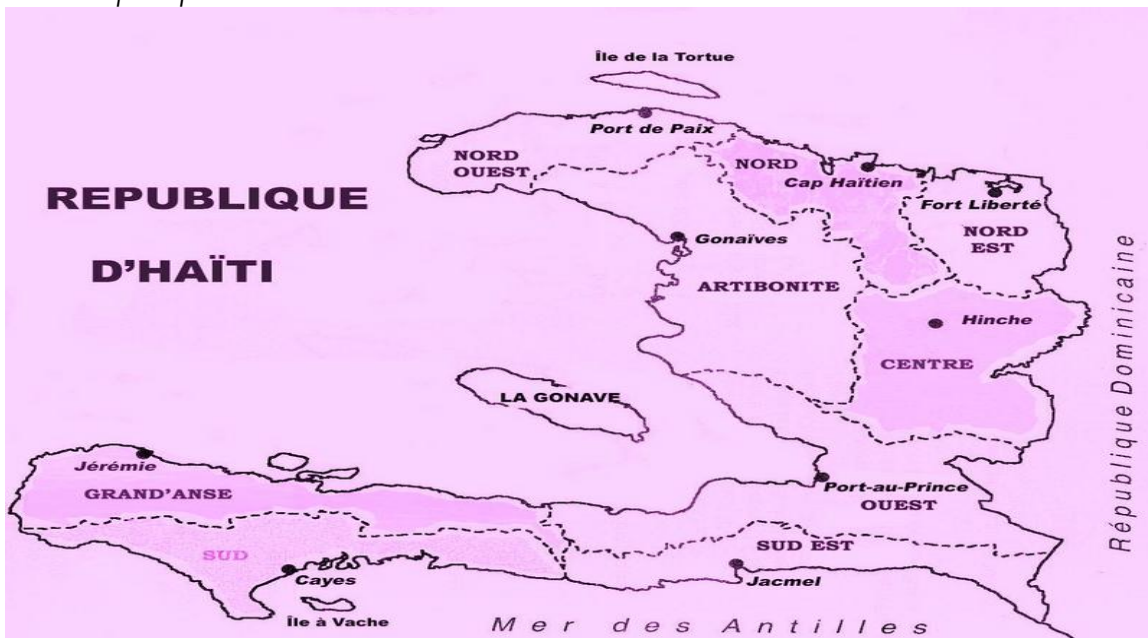 Île de la Tortue
Port de Paix
NORD
OUEST
NORD
Cap Haïtien
Fort Liberté
NORD
EST
REPUBLIQUE
D'HAÏTI
Gonaïves
ARTIBONITE
Hinche
CENTRE
République Dominicaine
LA GONAVE
Jérémie
GRAND'ANSE
Port-au-Prince
OUEST
SUD
SUD EST
Cayes
Jacmel
Île à Vache
Mer des Antilles